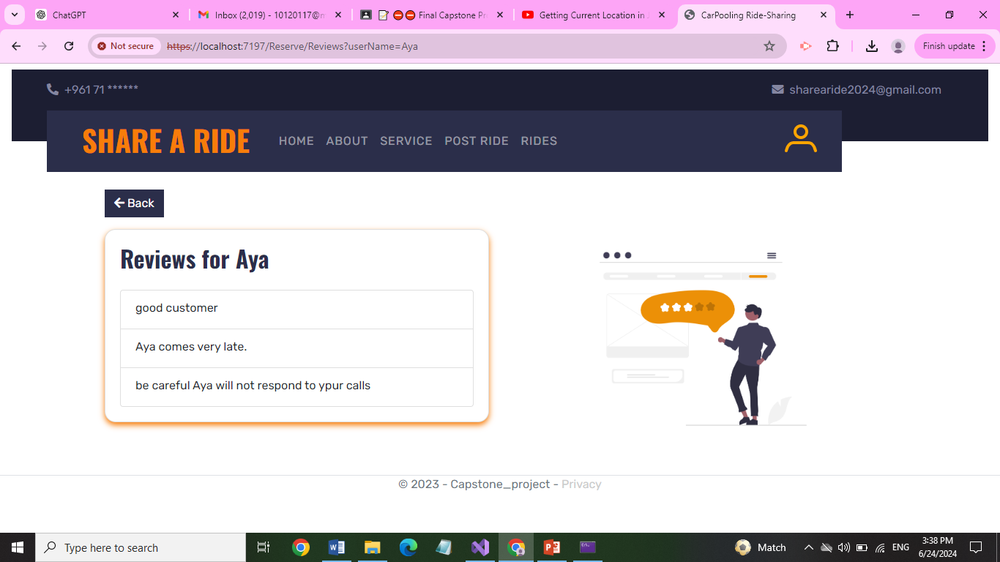 ChatGPT
Inbox (2,019) - 10120117@m
Final Capstone Pr
Getting Current Location in J
CarPooling Ride-Sharing
Not secure
https://localhost:7197/Reserve/Reviews?userName=Aya
Finish update
+961 71 ******
sharearide2024@gmail.com
SHARE A RIDE
HOME
ABOUT
SERVICE
POST RIDE
RIDES
Back
Reviews for Aya
good customer
Aya comes very late.
be careful Aya will not respond to ypur calls
© 2023 - Capstone_project - Privacy
Type here to search
Match
ENG
3:38 PM
6/24/2024